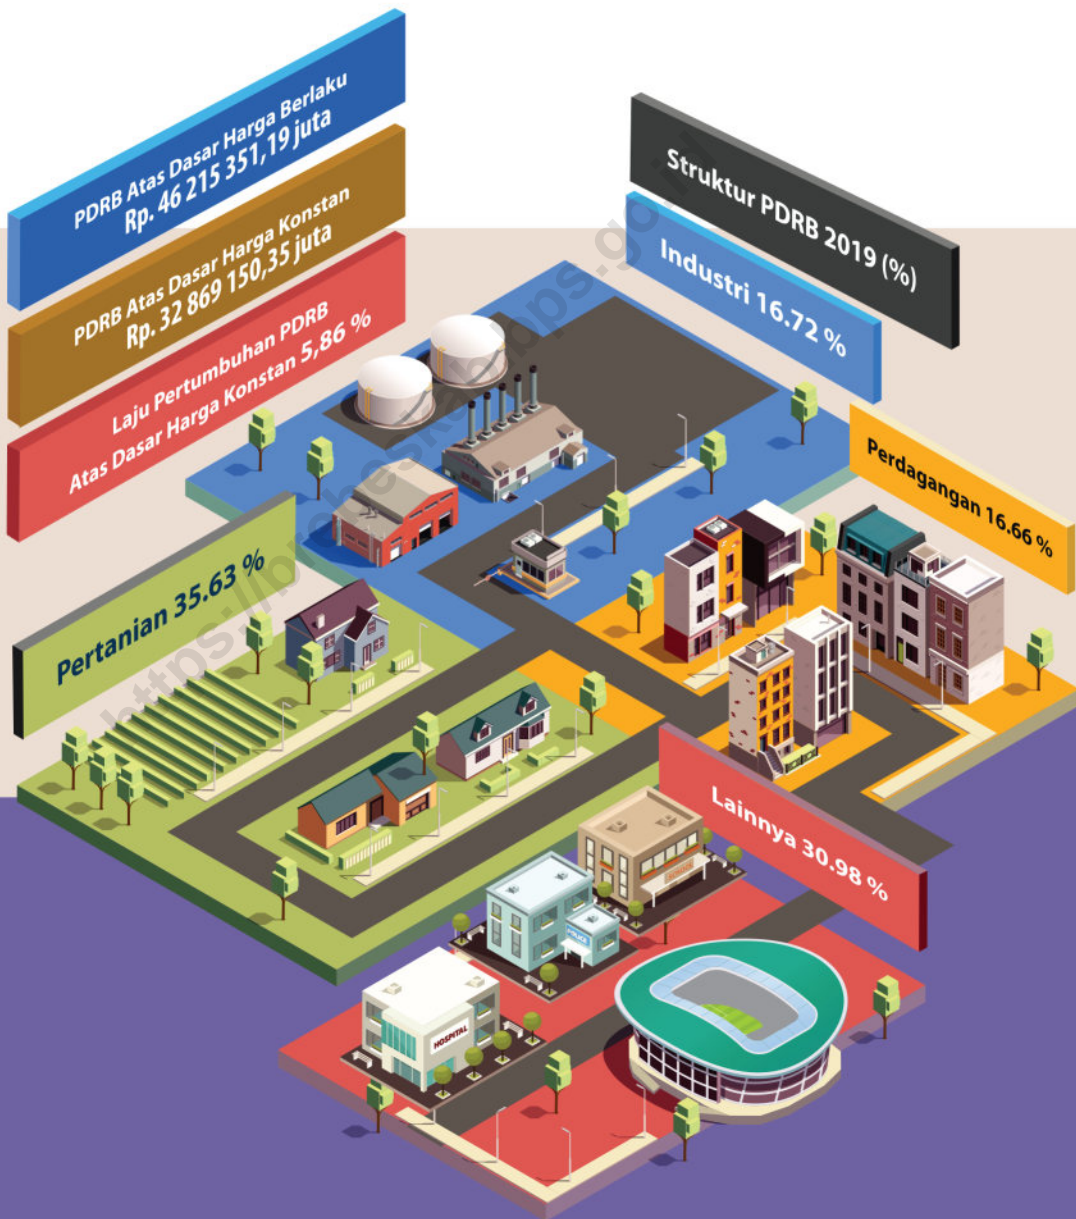 PDRB Atas Dasar Harga Berlaku
Rp. 46 215 351,19 juta
PDRB Atas Dasar Harga Konstan
Rp. 32 869 150,35 juta
Laju Pertumbuhan PDRB
Atas Dasar Harga Konstan 5,86 %
Struktur PDRB 2019 (%)
Industri 16.72 %
Perdagangan 16.66 %
Pertanian 35.63 %
Lainnya 30.98 %
POLICE
HOSPITAL